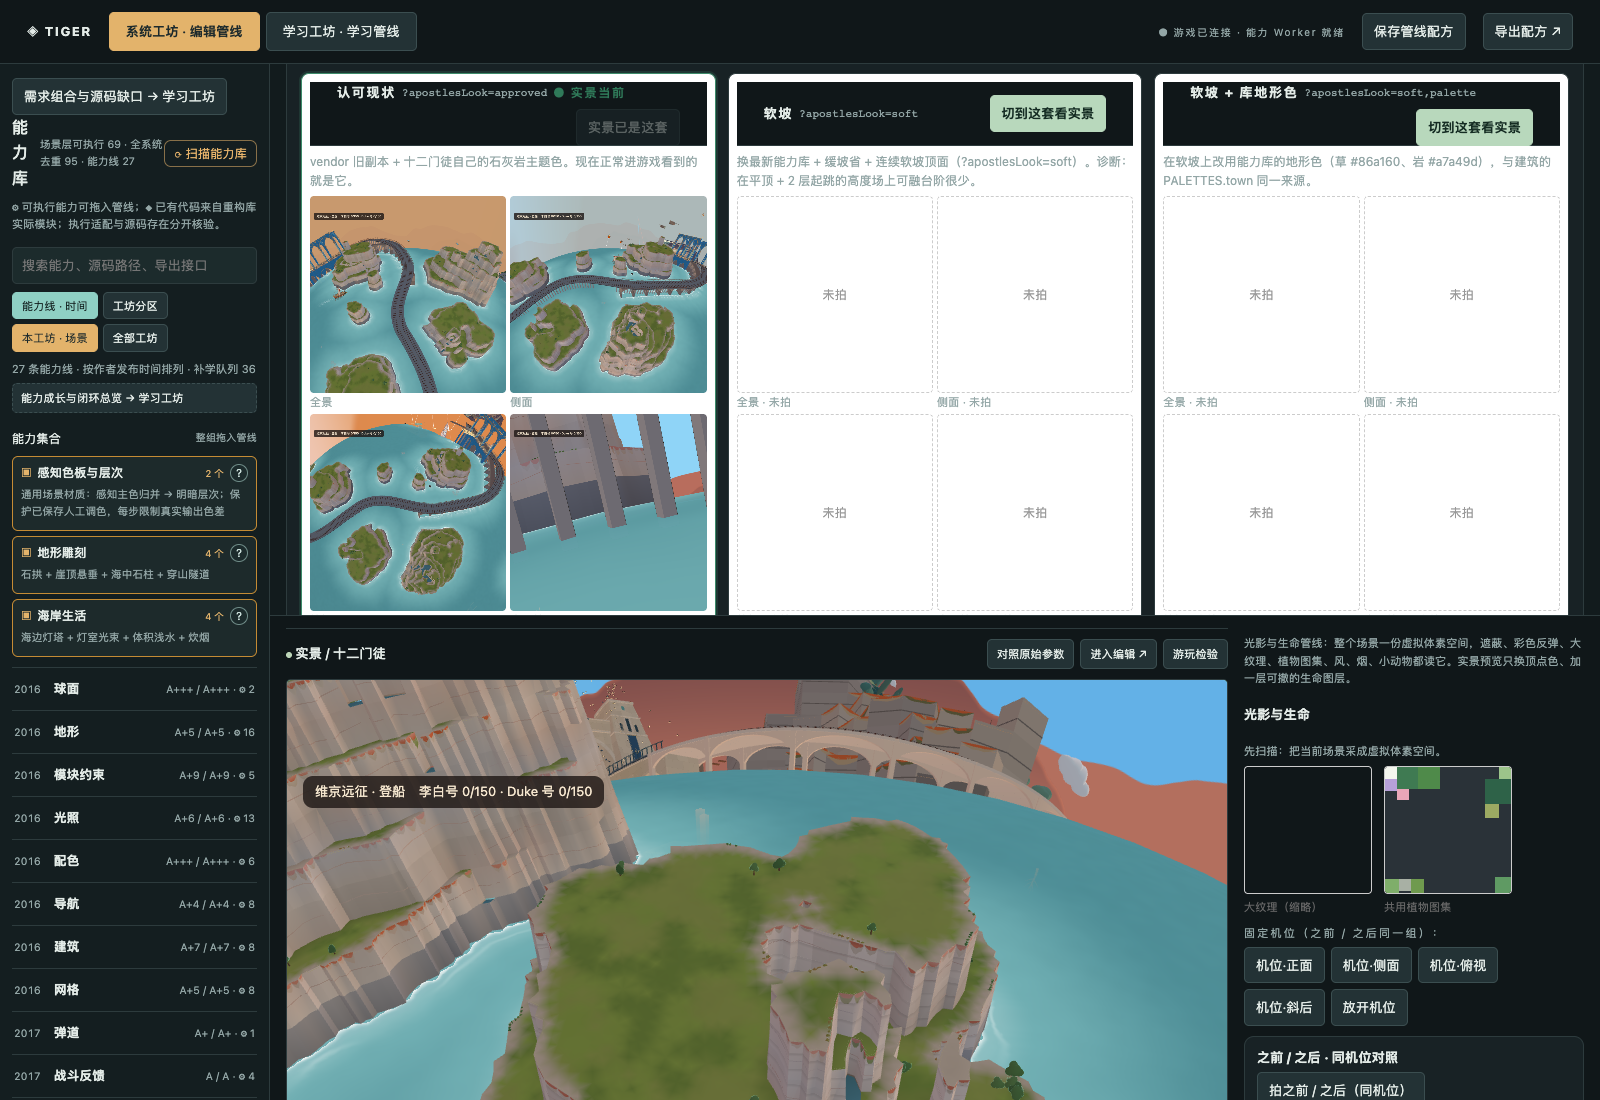 ◈ TIGER
系统工坊 · 编辑管线
学习工坊 · 学习管线
游戏已连接 · 能力 Worker 就绪
保存管线配方
导出配方 ↗
需求组合与源码缺口 → 学习工坊
能力库
场景层可执行 69 · 全系统去重 95 · 能力线 27
⟳ 扫描能力库
⚙ 可执行能力可拖入管线；◆ 已有代码来自重构库
实际模块；执行适配与源码存在分开核验。
搜索能力、源码路径、导出接口
能力线 · 时间
工坊分区
本工坊 · 场景
全部工坊
27 条能力线 · 按作者发布时间排列 · 补学队列 36
能力成长与闭环总览 → 学习工坊
能力集合
整组拖入管线
▣ 感知色板与层次 2 个 ?
通用场景材质：感知主色归并 → 明暗层次；保
护已保存人工调色，每步限制真实输出色差
▣ 地形雕刻 4 个 ?
石拱 + 崖顶悬垂 + 海中石柱 + 穿山隧道
▣ 海岸生活 4 个 ?
海边灯塔 + 灯室光束 + 体积浅水 + 炊烟
2016 球面 A+++ / A+++ · ⚙ 2
2016 地形 A+5 / A+5 · ⚙ 16
2016 模块约束 A+9 / A+9 · ⚙ 5
2016 光照 A+6 / A+6 · ⚙ 13
2016 配色 A+++ / A+++ · ⚙ 6
2016 导航 A+4 / A+4 · ⚙ 8
2016 建筑 A+7 / A+7 · ⚙ 8
2016 网格 A+5 / A+5 · ⚙ 8
2017 弹道 A+ / A+ · ⚙ 1
2017 战斗反馈 A / A · ⚙ 4
认可现状 ?apostlesLook=approved ● 实景当前
实景已是这套
vendor 旧副本 + 十二门徒自己的石灰岩主题色。现在正常进游戏看到的
就是它。
全景
侧面
软坡 ?apostlesLook=soft
切到这套看实景
换最新能力库 + 缓坡省 + 连续软坡顶面（?apostlesLook=soft）。诊断：
在平顶 + 2 层起跳的高度场上可融台阶很少。
未拍
未拍
全景 · 未拍
侧面 · 未拍
未拍
未拍
软坡 + 库地形色 ?apostlesLook=soft,palette
切到这套看实景
在软坡上改用能力库的地形色（草 #86a160、岩 #a7a49d），与建筑的
PALETTES.town 同一来源。
未拍
未拍
全景 · 未拍
侧面 · 未拍
未拍
未拍
实景 / 十二门徒
对照原始参数
进入编辑 ↗
游玩检验
维京远征 · 登船 李白号 0/150 · Duke 号 0/150
光影与生命管线：整个场景一份虚拟体素空间，遮蔽、彩色反弹、大
纹理、植物图集、风、烟、小动物都读它。实景预览只换顶点色、加
一层可撤的生命图层。
光影与生命
先扫描：把当前场景采成虚拟体素空间。
大纹理（缩略）
共用植物图集
固定机位（之前 / 之后同一组）：
机位·正面
机位·侧面
机位·俯视
机位·斜后
放开机位
之前 / 之后 · 同机位对照
拍之前 / 之后（同机位）